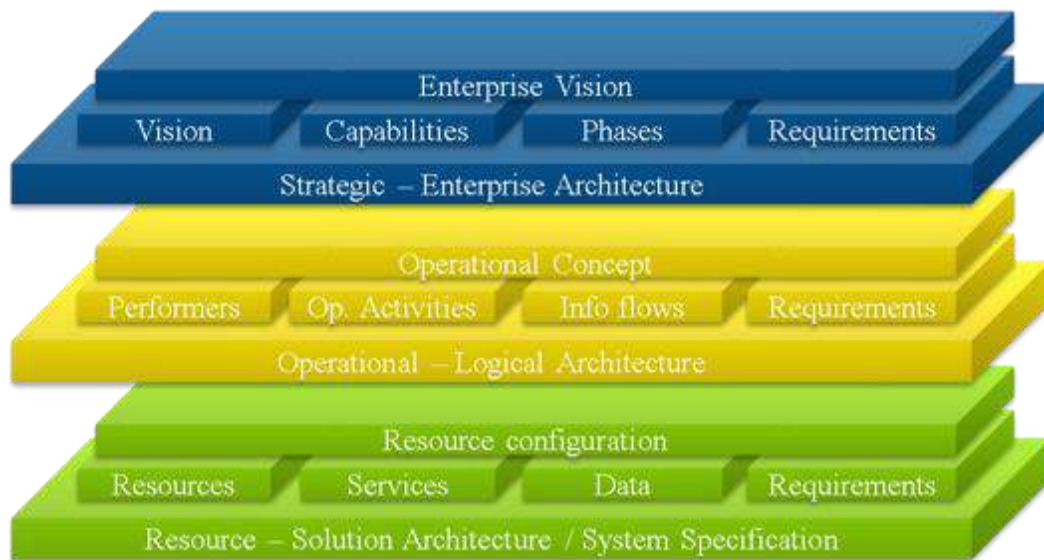 Enterprise Vision
Vision Capabilities Phases Requirements
Strategic – Enterprise Architecture
Operational Concept
Performers Op. Activities Info flows Requirements
Operational – Logical Architecture
Resource configuration
Resources Services Data Requirements
Resource – Solution Architecture / System Specification